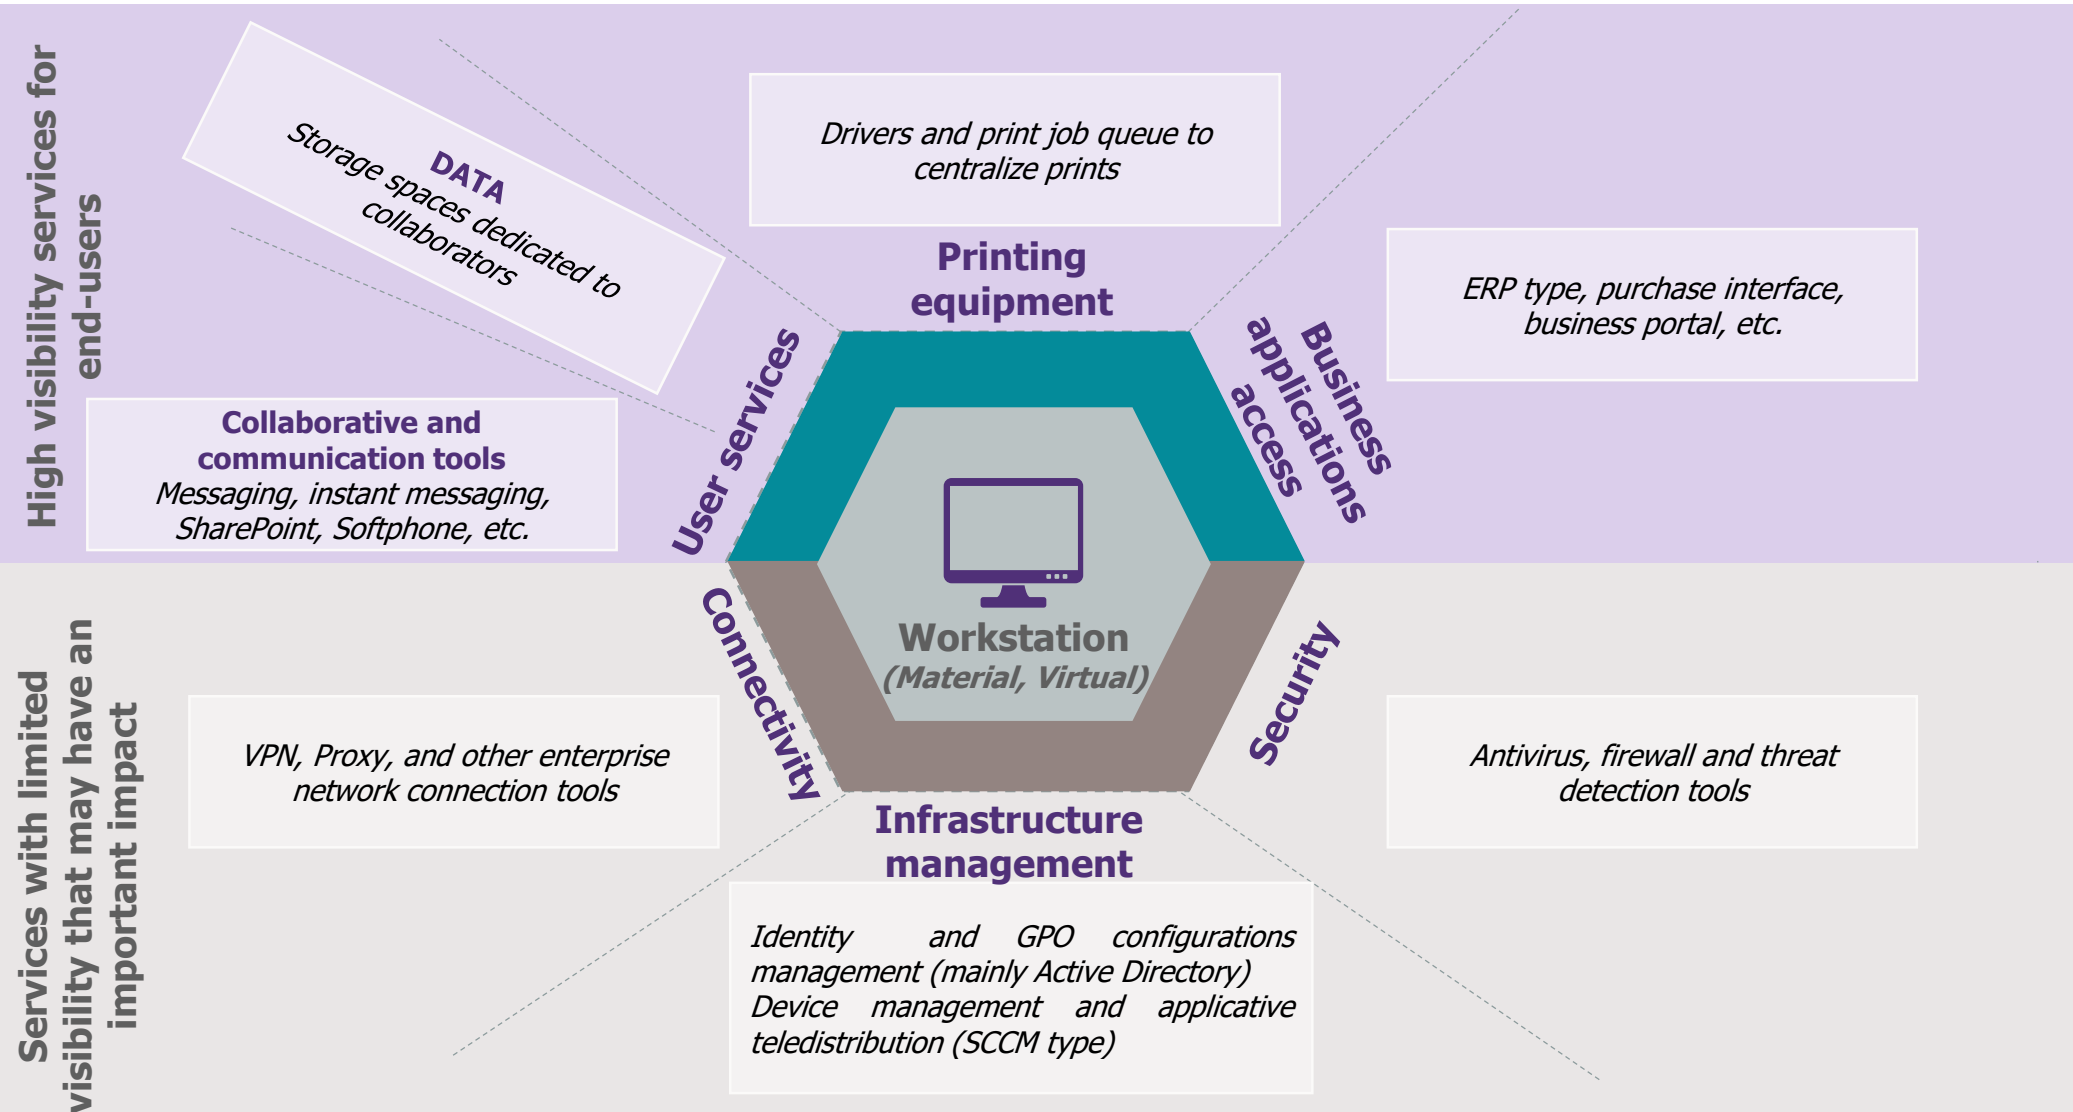 High visibility services for
end-users
DATA
Storage spaces dedicated to
collaborators
Drivers and print job queue to
centralize prints
Printing
equipment
ERP type, purchase interface,
business portal, etc.
Business
applications
access
User services
Collaborative and
communication tools
Messaging, instant messaging,
SharePoint, Softphone, etc.
Workstation
(Material, Virtual)
Services with limited
visibility that may have an
important impact
Connectivity
VPN, Proxy, and other enterprise
network connection tools
Security
Antivirus, firewall and threat
detection tools
Infrastructure
management
Identity and GPO configurations
management (mainly Active Directory)
Device management and applicative
teledistribution (SCCM type)